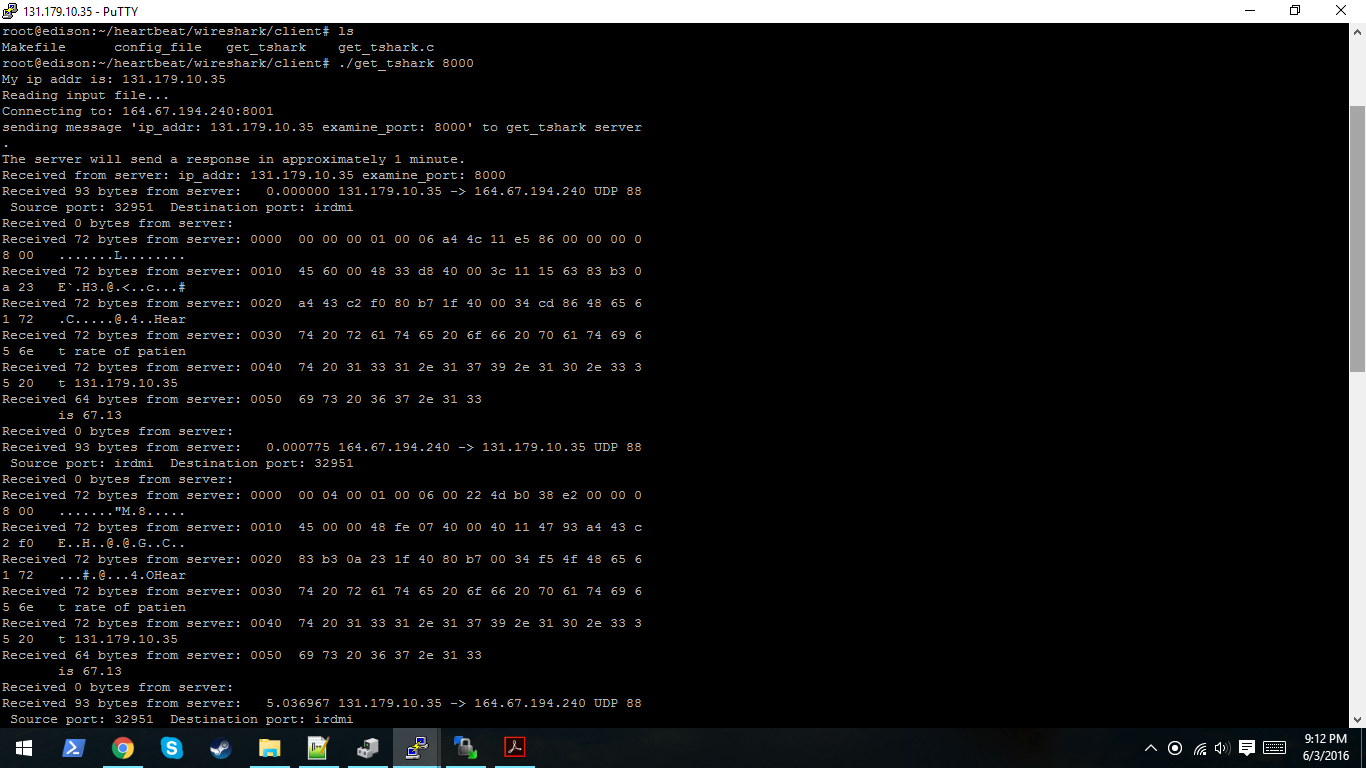 131.179.10.35 - PuTTY
root@edison:~/heartbeat/wireshark/client# ls
Makefile      config_file   get_tshark    get_tshark.c
root@edison:~/heartbeat/wireshark/client# ./get_tshark 8000
My ip addr is: 131.179.10.35
Reading input file...
Connecting to: 164.67.194.240:8001
sending message 'ip_addr: 131.179.10.35 examine_port: 8000' to get_tshark server
.
The server will send a response in approximately 1 minute.
Received from server: ip_addr: 131.179.10.35 examine_port: 8000
Received 93 bytes from server:   0.000000 131.179.10.35 -> 164.67.194.240 UDP 88
 Source port: 32951  Destination port: irdmi
Received 0 bytes from server:
Received 72 bytes from server: 0000  00 00 00 01 00 06 a4 4c 11 e5 86 00 00 00 0
8 00   .......L........
Received 72 bytes from server: 0010  45 60 00 48 33 d8 40 00 3c 11 15 63 83 b3 0
a 23   E`.H3.@.<..c...#
Received 72 bytes from server: 0020  a4 43 c2 f0 80 b7 1f 40 00 34 cd 86 48 65 6
1 72   .C.....@.4..Hear
Received 72 bytes from server: 0030  74 20 72 61 74 65 20 6f 66 20 70 61 74 69 6
5 6e   t rate of patien
Received 72 bytes from server: 0040  74 20 31 33 31 2e 31 37 39 2e 31 30 2e 33 3
5 20   t 131.179.10.35
Received 64 bytes from server: 0050  69 73 20 36 37 2e 31 33
       is 67.13
Received 0 bytes from server:
Received 93 bytes from server:   0.000775 164.67.194.240 -> 131.179.10.35 UDP 88
 Source port: irdmi  Destination port: 32951
Received 0 bytes from server:
Received 72 bytes from server: 0000  00 04 00 01 00 06 00 22 4d b0 38 e2 00 00 0
8 00   ......."M.8.....
Received 72 bytes from server: 0010  45 00 00 48 fe 07 40 00 40 11 47 93 a4 43 c
2 f0   E..H..@.@.G..C..
Received 72 bytes from server: 0020  83 b3 0a 23 1f 40 80 b7 00 34 f5 4f 48 65 6
1 72   ...#.@...4.OHear
Received 72 bytes from server: 0030  74 20 72 61 74 65 20 6f 66 20 70 61 74 69 6
5 6e   t rate of patien
Received 72 bytes from server: 0040  74 20 31 33 31 2e 31 37 39 2e 31 30 2e 33 3
5 20   t 131.179.10.35
Received 64 bytes from server: 0050  69 73 20 36 37 2e 31 33
       is 67.13
Received 0 bytes from server:
Received 93 bytes from server:   5.036967 131.179.10.35 -> 164.67.194.240 UDP 88
 Source port: 32951  Destination port: irdmi
9:12 PM
6/3/2016